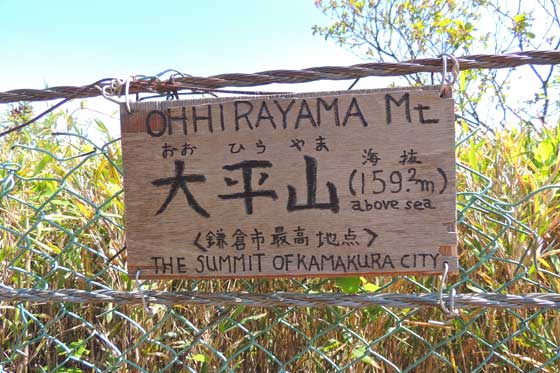 OHHIRAYAMA Mt
おお ひら やま
大平山
海抜
(159.2m)
above sea
<鎌倉市最高地点>
THE SUMMIT OF KAMAKURA CITY